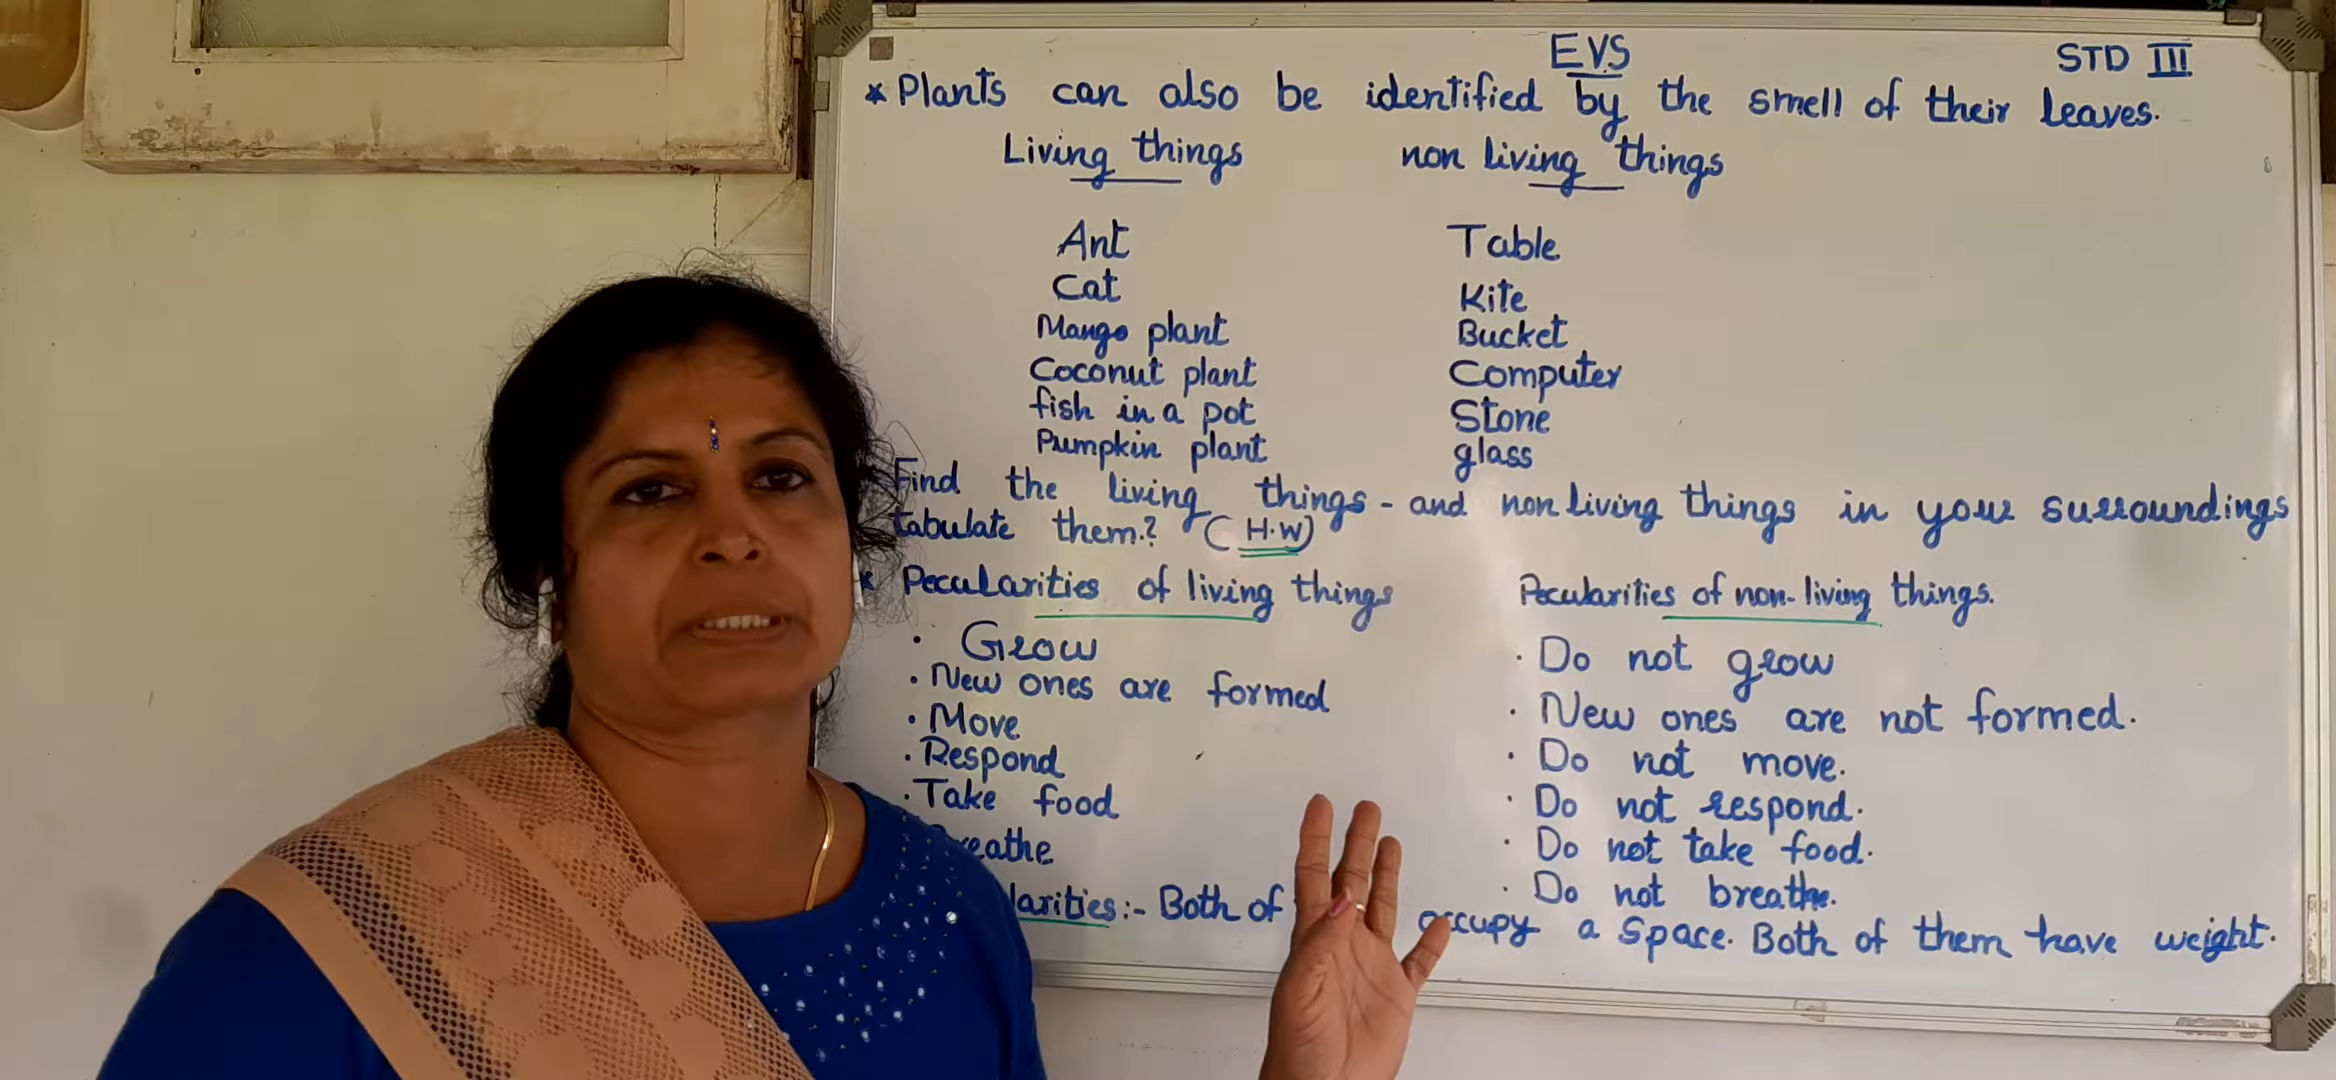 EVS
STD III
* Plants can also be identified by the smell of their leaves.
Living things non living things
Ant Table
Cat Kite
Mango plant Bucket
Coconut plant Computer
fish in a pot Stone
Pumpkin plant glass
Find the living things - and non living things in your surroundings
tabulate them.? (H.W)
* Pecularities of living things Pecularities of non-living things.
• Grow · Do not grow
• New ones are formed · New ones are not formed.
• Move · Do not move.
• Respond · Do not respond.
• Take food · Do not take food.
· Do not breathe.
:- Both of occupy a Space. Both of them have weight.